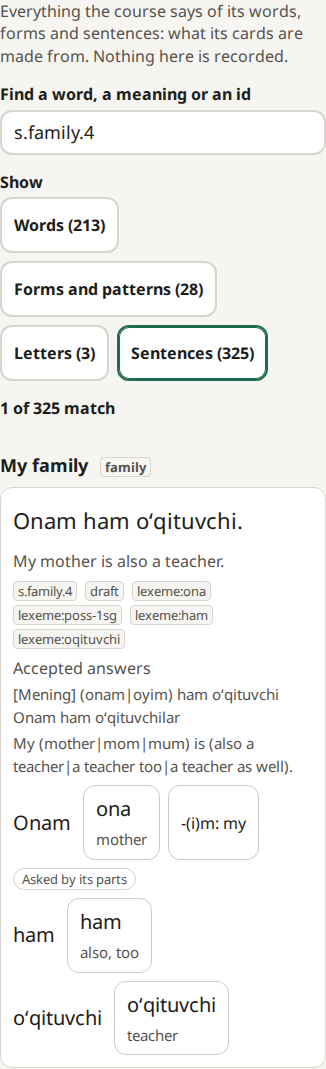 Everything the course says of its words,
forms and sentences: what its cards are
made from. Nothing here is recorded.
Find a word, a meaning or an id
s.family.4
Show
Words (213)
Forms and patterns (28)
Letters (3) Sentences (325)
1 of 325 match
My family family
Onam ham oʻqituvchi.
My mother is also a teacher.
s.family.4 draft lexeme:ona
lexeme:poss-1sg lexeme:ham
lexeme:oqituvchi
Accepted answers
[Mening] (onam|oyim) ham oʻqituvchi
Onam ham oʻqituvchilar
My (mother|mom|mum) is (also a
teacher|a teacher too|a teacher as well).
Onam ona -(i)m: my
mother
Asked by its parts
ham ham
also, too
oʻqituvchi oʻqituvchi
teacher